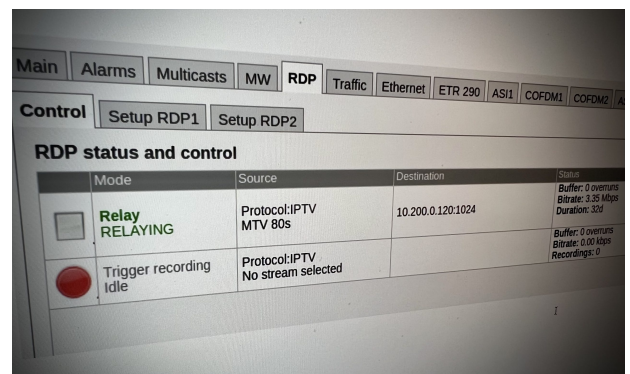 Main Alarms Multicasts MW RDP Traffic Ethernet ETR 290 ASI1 COFDM1 COFDM2
Control Setup RDP1 Setup RDP2
RDP status and control
Mode Source Destination Status
Relay
RELAYING
Protocol:IPTV
MTV 80s
10.200.0.120:1024
Buffer: 0 overruns
Bitrate: 3.35 Mbps
Duration: 32d
Trigger recording
Idle
Protocol:IPTV
No stream selected
Buffer: 0 overruns
Bitrate: 0.00 kbps
Recordings: 0